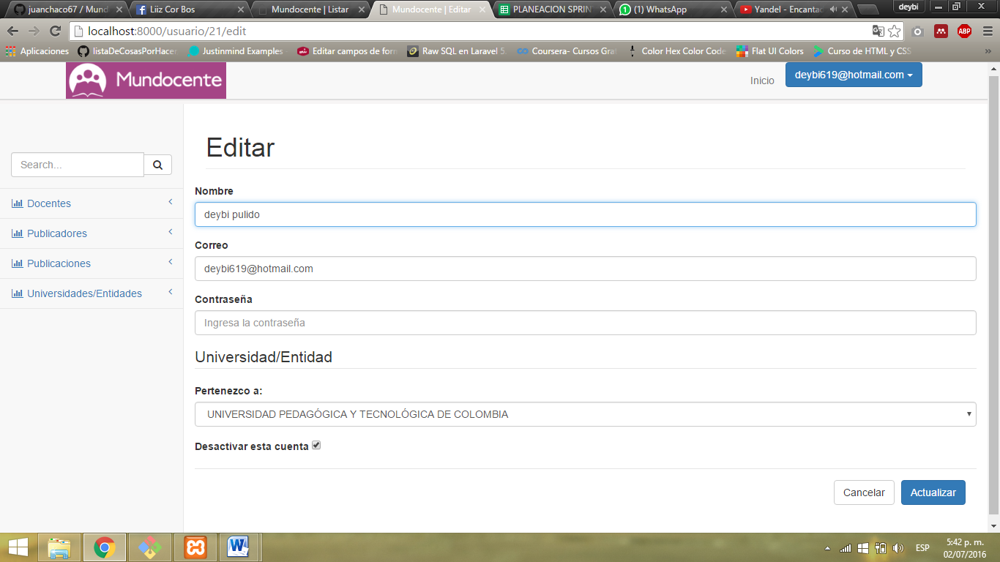 juanchaco67 / Mund
Liiz Cor Bos
Mundocente | Listar
Mundocente | Editar
PLANEACION SPRIN
(1) WhatsApp
Yandel - Encantad
deybi
localhost:8000/usuario/21/edit
ABP
Aplicaciones
listaDeCosasPorHacer
Justinmind Examples
Editar campos de form
Raw SQL en Laravel 5.
Coursera- Cursos Grat
Color Hex Color Code
Flat UI Colors
Curso de HTML y CSS
»
Mundocente
Inicio
deybi619@hotmail.com
Search...
Docentes
Publicadores
Publicaciones
Universidades/Entidades
Editar
Nombre
deybi pulido
Correo
deybi619@hotmail.com
Contraseña
Ingresa la contraseña
Universidad/Entidad
Pertenezco a:
UNIVERSIDAD PEDAGÓGICA Y TECNOLÓGICA DE COLOMBIA
Desactivar esta cuenta
Cancelar
Actualizar
ESP
5:42 p. m.
02/07/2016